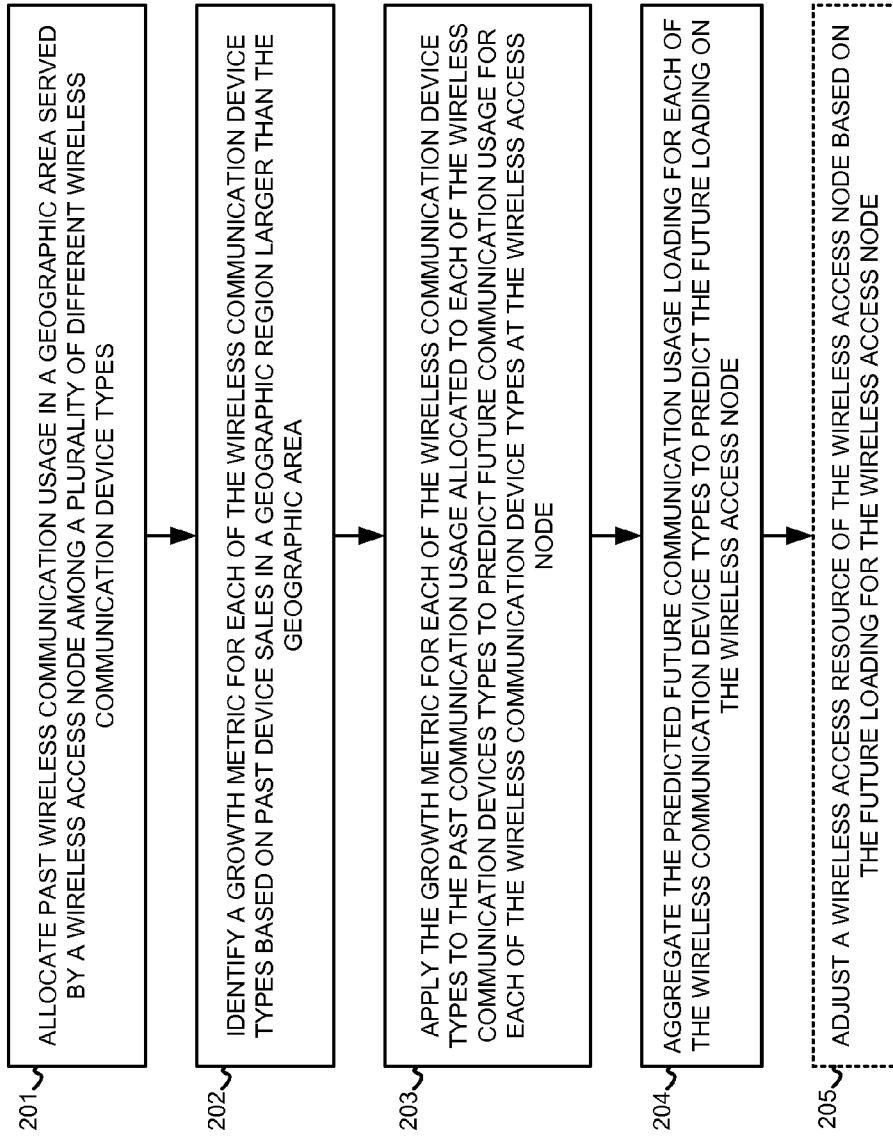 201
ALLOCATE PAST WIRELESS COMMUNICATION USAGE IN A GEOGRAPHIC AREA SERVED
BY A WIRELESS ACCESS NODE AMONG A PLURALITY OF DIFFERENT WIRELESS
COMMUNICATION DEVICE TYPES
202
IDENTIFY A GROWTH METRIC FOR EACH OF THE WIRELESS COMMUNICATION DEVICE
TYPES BASED ON PAST DEVICE SALES IN A GEOGRAPHIC REGION LARGER THAN THE
GEOGRAPHIC AREA
203
APPLY THE GROWTH METRIC FOR EACH OF THE WIRELESS COMMUNICATION DEVICE
TYPES TO THE PAST COMMUNICATION USAGE ALLOCATED TO EACH OF THE WIRELESS
COMMUNICATION DEVICES TYPES TO PREDICT FUTURE COMMUNICATION USAGE FOR
EACH OF THE WIRELESS COMMUNICATION DEVICE TYPES AT THE WIRELESS ACCESS
NODE
204
AGGREGATE THE PREDICTED FUTURE COMMUNICATION USAGE LOADING FOR EACH OF
THE WIRELESS COMMUNICATION DEVICE TYPES TO PREDICT THE FUTURE LOADING ON
THE WIRELESS ACCESS NODE
205
ADJUST A WIRELESS ACCESS RESOURCE OF THE WIRELESS ACCESS NODE BASED ON
THE FUTURE LOADING FOR THE WIRELESS ACCESS NODE